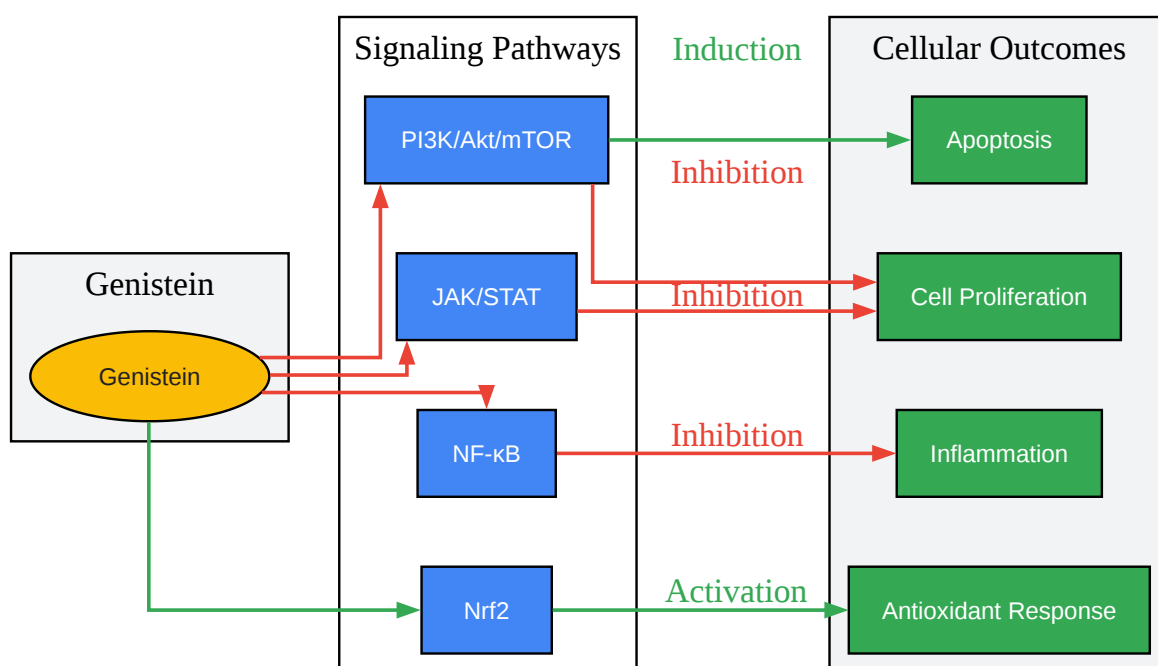 Signaling Pathways
Induction
Cellular Outcomes
PI3K/Akt/mTOR
Apoptosis
Inhibition
Genistein
JAK/STAT
Inhibition
Cell Proliferation
Genistein
NF-κB
Inhibition
Inflammation
Nrf2
Activation
Antioxidant Response